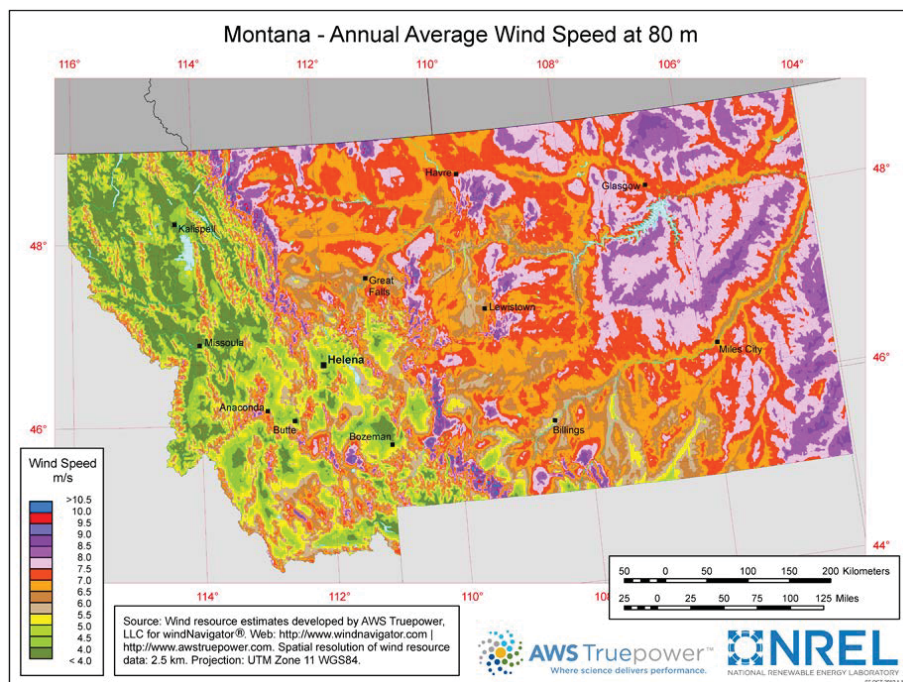 Montana - Annual Average Wind Speed at 80 m
116°
114°
112°
110°
108°
106°
104°
Havre
Glasgow
48°
Kalispell
48°
Great
Falls
Lewistown
Missoula
Helena
Miles City
46°
Anaconda
Butte
Bozeman
Billings
46°
Wind Speed
m/s
>10.5
10.0
9.5
9.0
8.5
8.0
7.5
7.0
6.5
6.0
5.5
5.0
4.5
4.0
< 4.0
44°
50 0 50 100 150 200 Kilometers
25 0 25 50 75 100 125 Miles
114°
112°
110°
Source: Wind resource estimates developed by AWS Truepower,
LLC for windNavigator®. Web: http://www.windnavigator.com |
http://www.awstruepower.com. Spatial resolution of wind resource
data: 2.5 km. Projection: UTM Zone 11 WGS84.
AWS Truepower™
Where science delivers performance.
NREL
NATIONAL RENEWABLE ENERGY LABORATORY